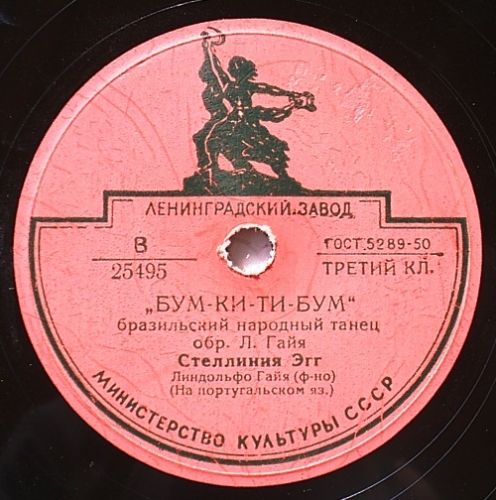 ЛЕНИНГРАДСКИЙ ЗАВОД
В
25495
ГОСТ 5289-50
ТРЕТИЙ КЛ.
„БУМ-КИ-ТИ-БУМ“
бразильский народный танец
обр. Л. Гайя
Стеллиния Эгг
Линдольфо Гайя (ф-но)
(На португальском яз.)
МИНИСТЕРСТВО КУЛЬТУРЫ СССР